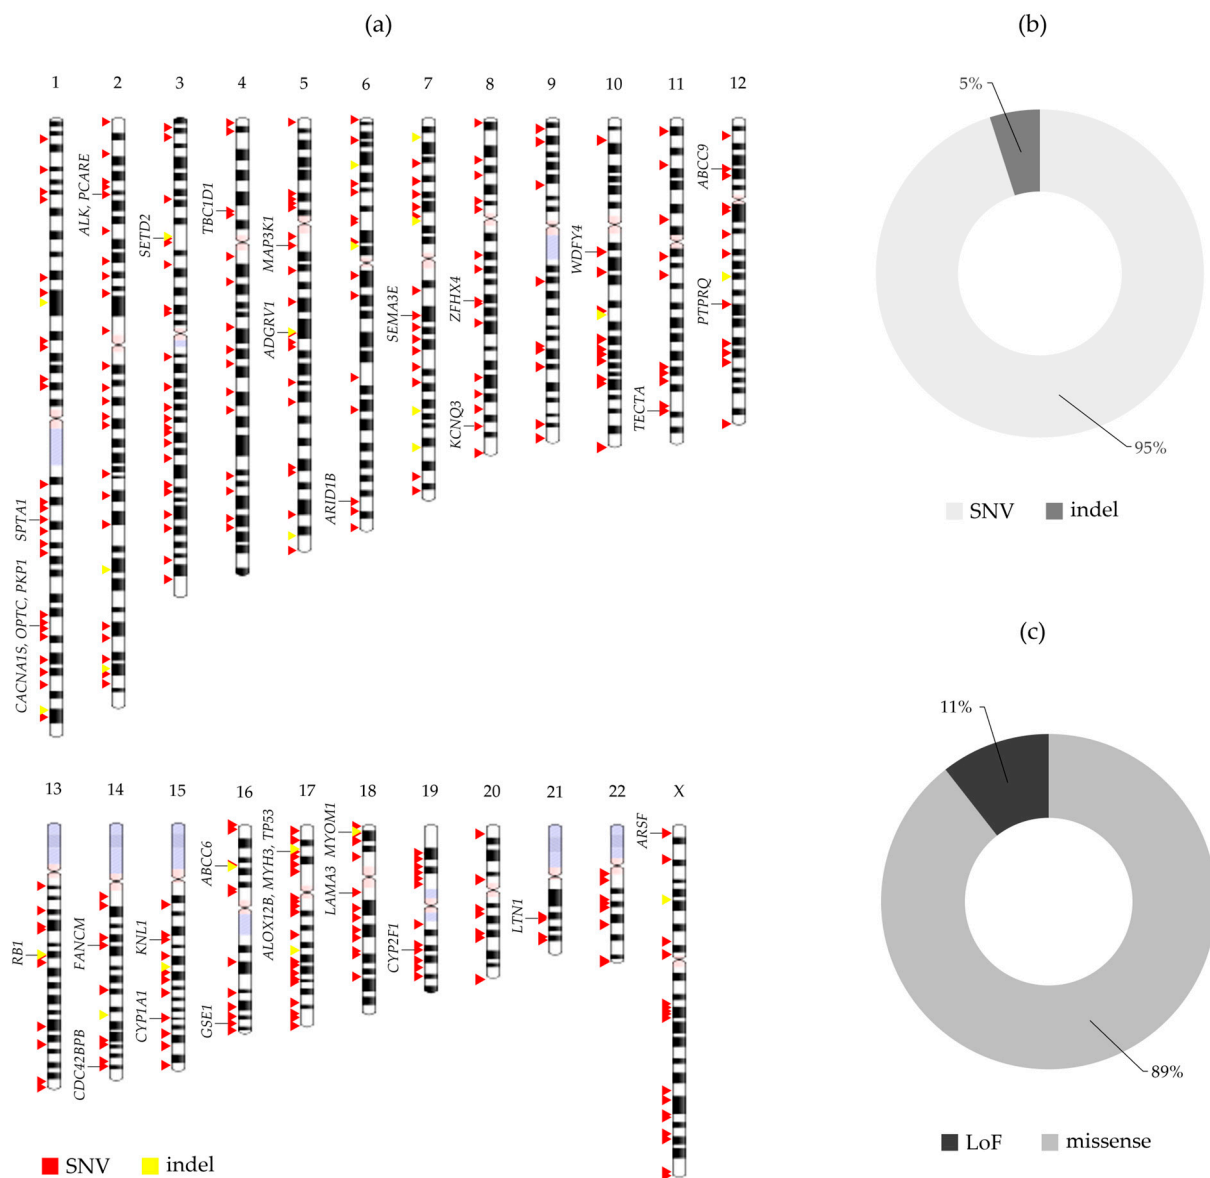 (a)
1 2 3 4 5 6 7 8 9 10 11 12
ALK, PCARE
SETD2
TBC1D1
MAP3K1
ADGRV1
SEMA3E
ZFHX4
WDFY4
ABCC9
PTPRQ
TECTA
KCNQ3
ARID1B
SPTA1
CACNA1S, OPTC, PKP1
13 14 15 16 17 18 19 20 21 22 X
RB1
FANCM
CDC42BPB
KNL1
CYP1A1
ABCC6
GSE1
ALOX12B, MYH3, TP53
LAMA3
MYOM1
CYP2F1
LTN1
ARSF
SNV
indel
(b)
5%
95%
SNV
indel
(c)
11%
89%
LoF
missense